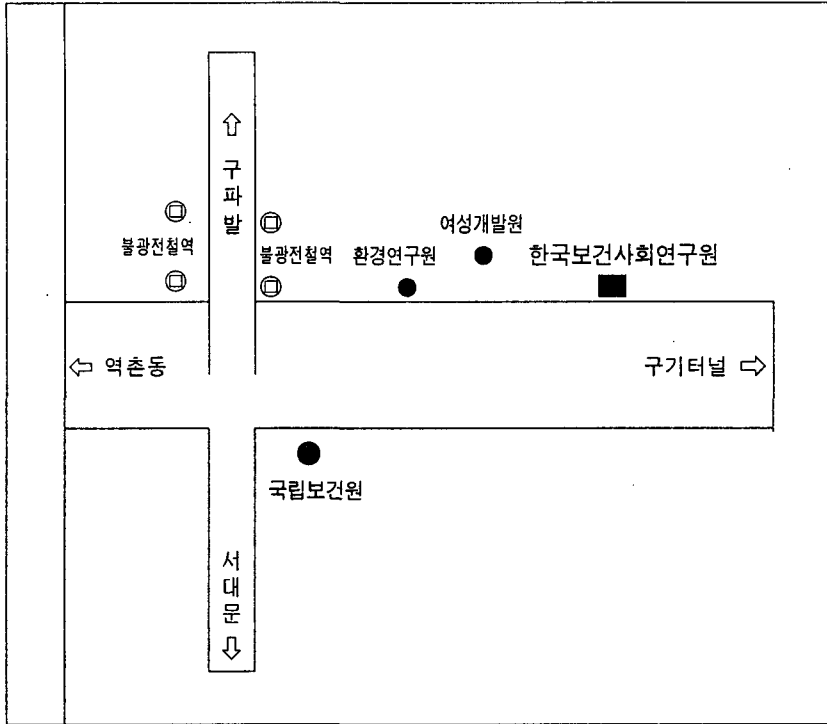 구파발
여성개발원
불광전철역
불광전철역
환경연구원
한국보건사회연구원
역촌동
구기터널
국립보건원
서대문